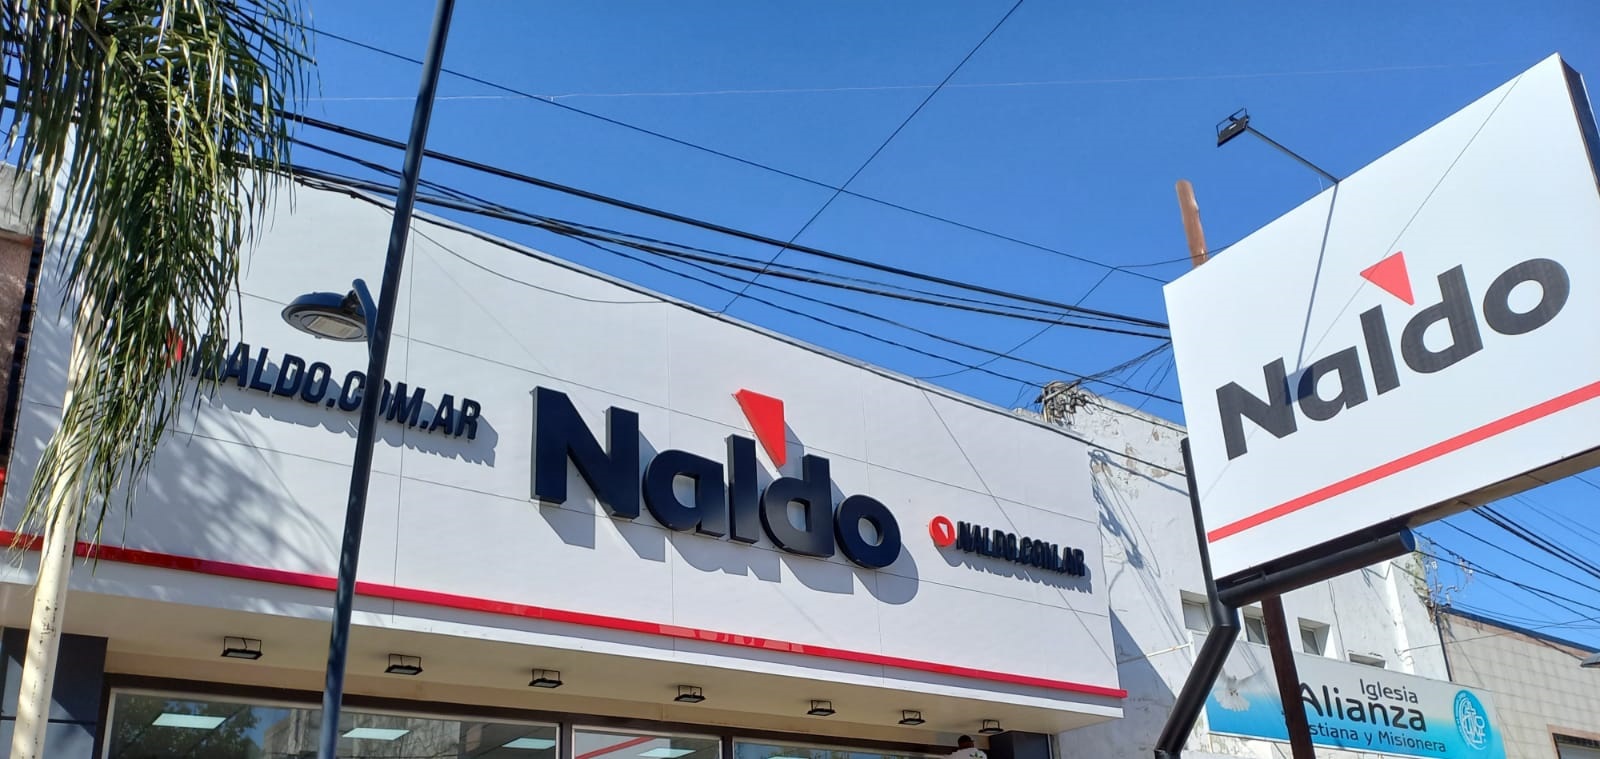 NALDO.COM.AR
Naldo
NALDO.COM.AR
Naldo
Iglesia
Alianza
stiana y Misionera